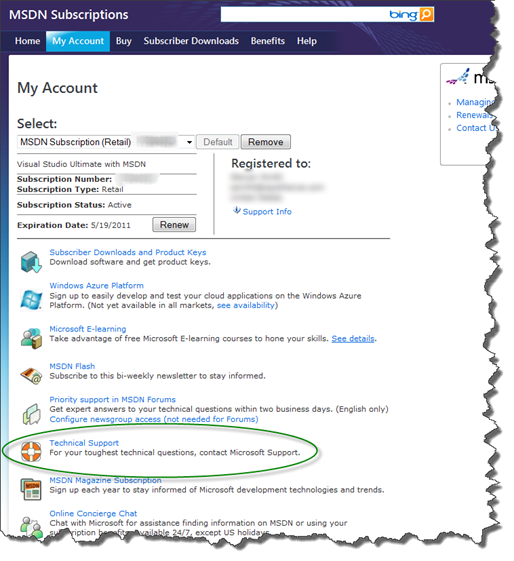 MSDN Subscriptions
bing
Home My Account Buy Subscriber Downloads Benefits Help
My Account
Select:
MSDN Subscription (Retail) Default Remove
Visual Studio Ultimate with MSDN
Subscription Number:
Subscription Type: Retail
Subscription Status: Active
Expiration Date: 5/19/2011 Renew
Registered to:
Support Info
Managing
Renewals
Contact Us
Subscriber Downloads and Product Keys
Download software and get product keys.
Windows Azure Platform
Sign up to easily develop and test your cloud applications on the Windows Azure
Platform. (Not yet available in all markets, see availability)
Microsoft E-learning
Take advantage of free Microsoft E-learning courses to hone your skills. See details.
MSDN Flash
Subscribe to this bi-weekly newsletter to stay informed.
Priority support in MSDN Forums
Get expert answers to your technical questions within two business days. (English only)
Configure newsgroup access (not needed for Forums)
Technical Support
For your toughest technical questions, contact Microsoft Support.
MSDN
MSDN Magazine Subscription
Sign up each year to stay informed of Microsoft development technologies and trends.
Online Concierge Chat
Chat with Microsoft for assistance finding information on MSDN or using your
subscription benefits. Available 24/7, except US holidays.